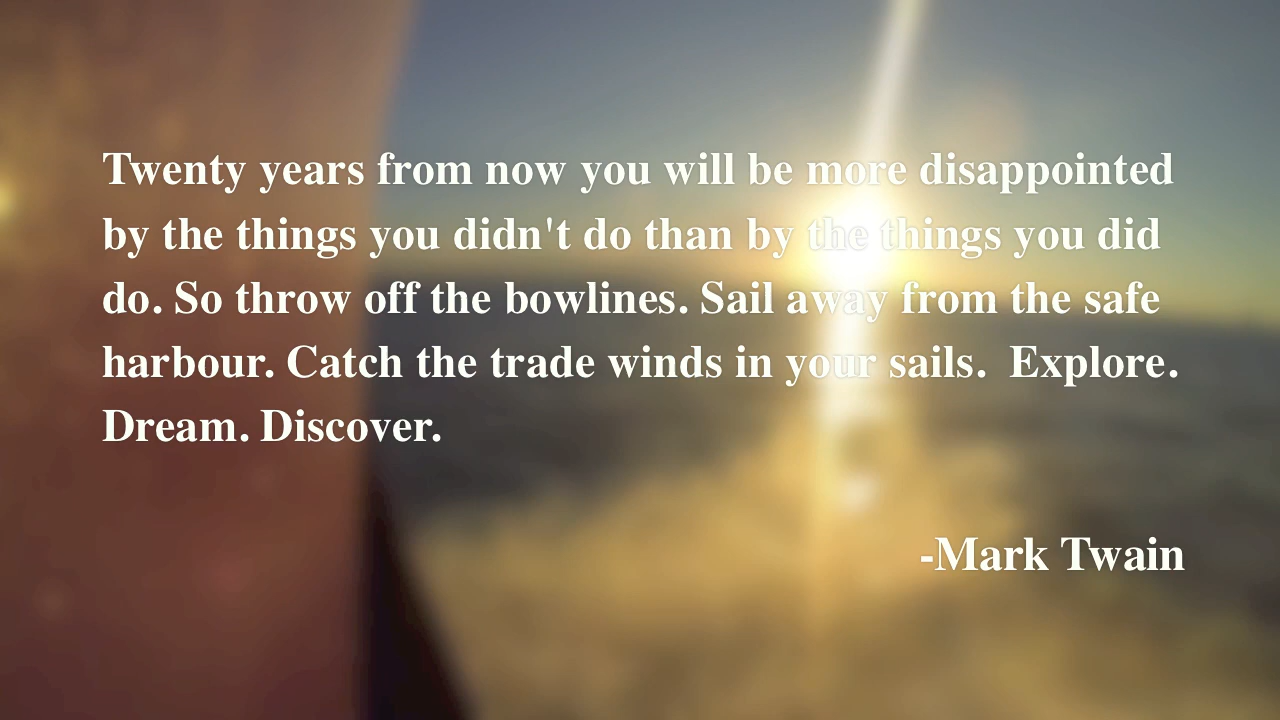 Twenty years from now you will be more disappointed
by the things you didn't do than by the things you did
do. So throw off the bowlines. Sail away from the safe
harbour. Catch the trade winds in your sails.  Explore.
Dream. Discover.
-Mark Twain